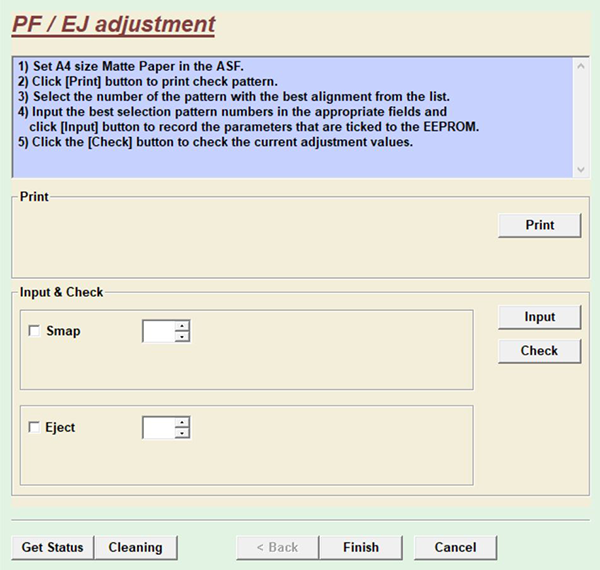 PF / EJ adjustment
1) Set A4 size Matte Paper in the ASF.
2) Click [Print] button to print check pattern.
3) Select the number of the pattern with the best alignment from the list.
4) Input the best selection pattern numbers in the appropriate fields and
click [Input] button to record the parameters that are ticked to the EEPROM.
5) Click the [Check] button to check the current adjustment values.
Print
Print
Input & Check
Input
Smap
Check
Eject
Get Status Cleaning < Back Finish Cancel